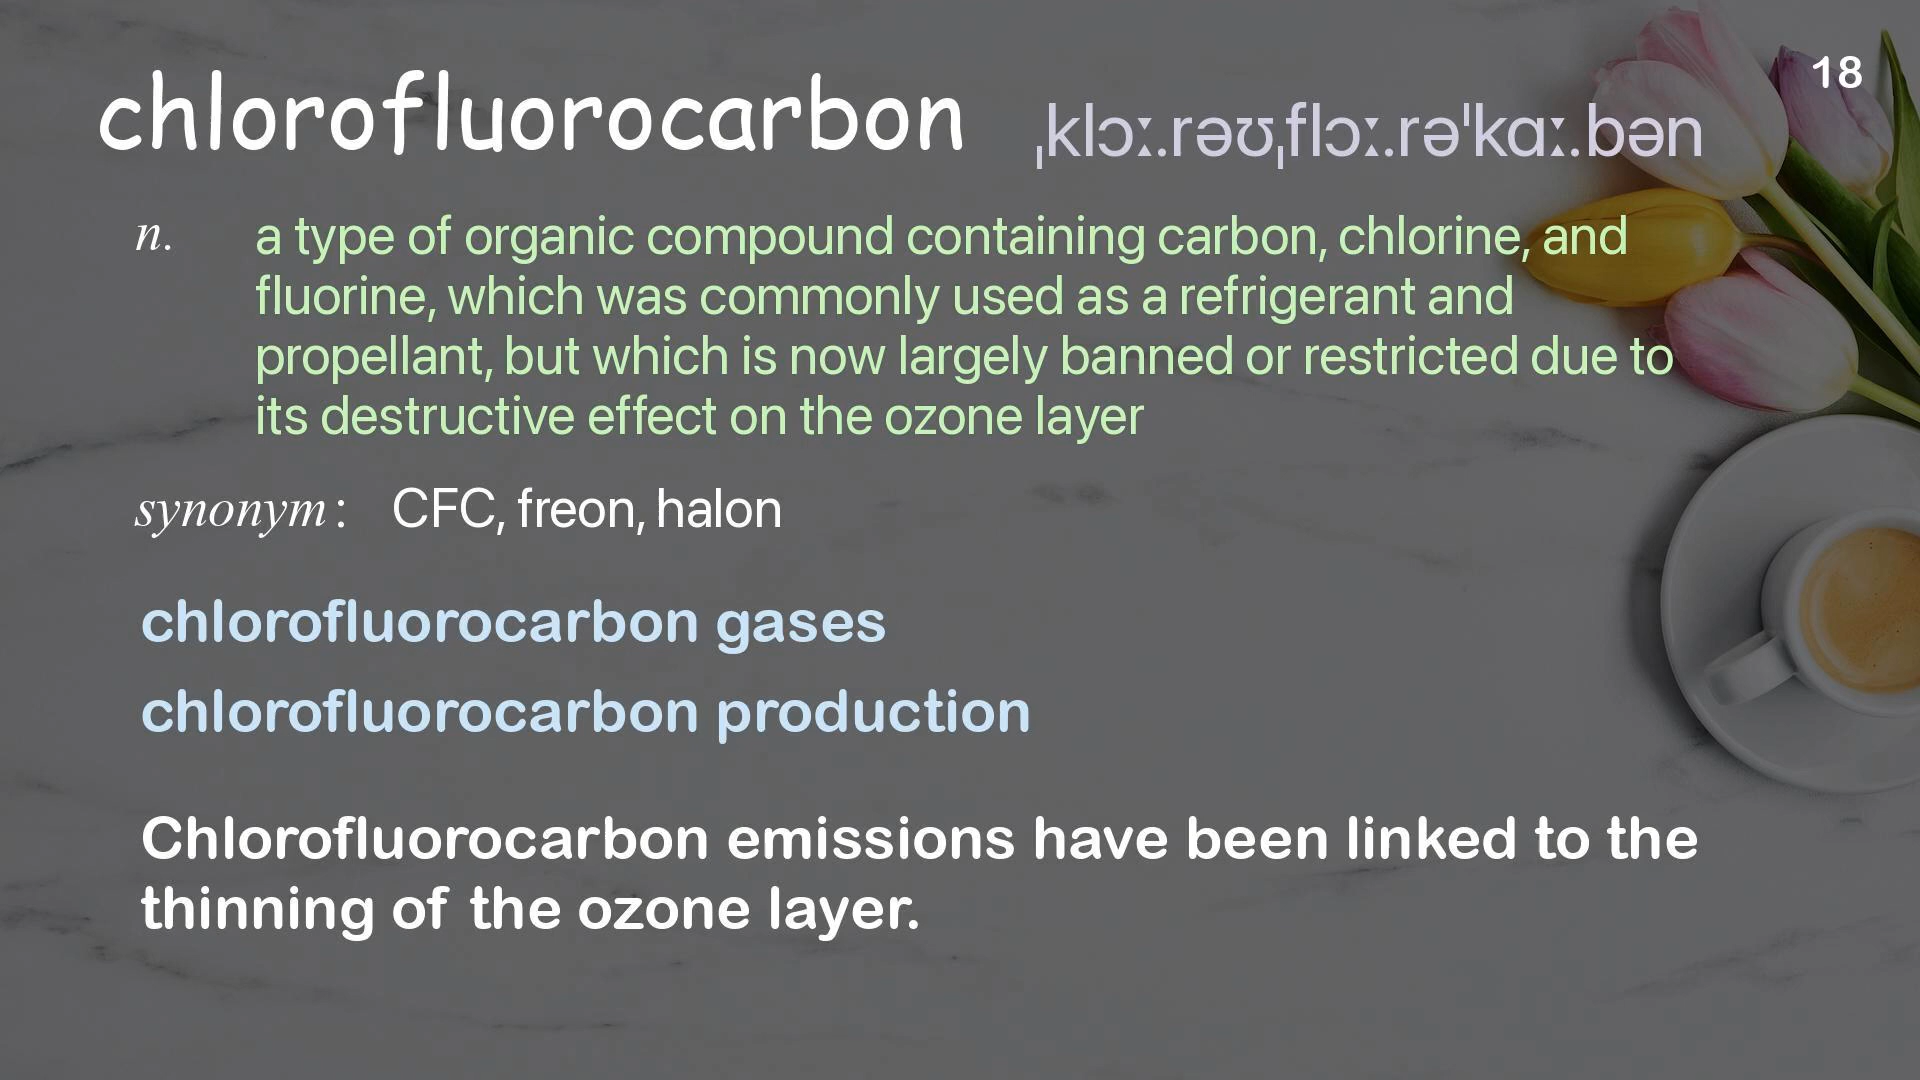 18
chlorofluorocarbon ˌklɔː.rəʊˌflɔː.rəˈkɑː.bən
n. a type of organic compound containing carbon, chlorine, and
fluorine, which was commonly used as a refrigerant and
propellant, but which is now largely banned or restricted due to
its destructive effect on the ozone layer
synonym: CFC, freon, halon
chlorofluorocarbon gases
chlorofluorocarbon production
Chlorofluorocarbon emissions have been linked to the
thinning of the ozone layer.